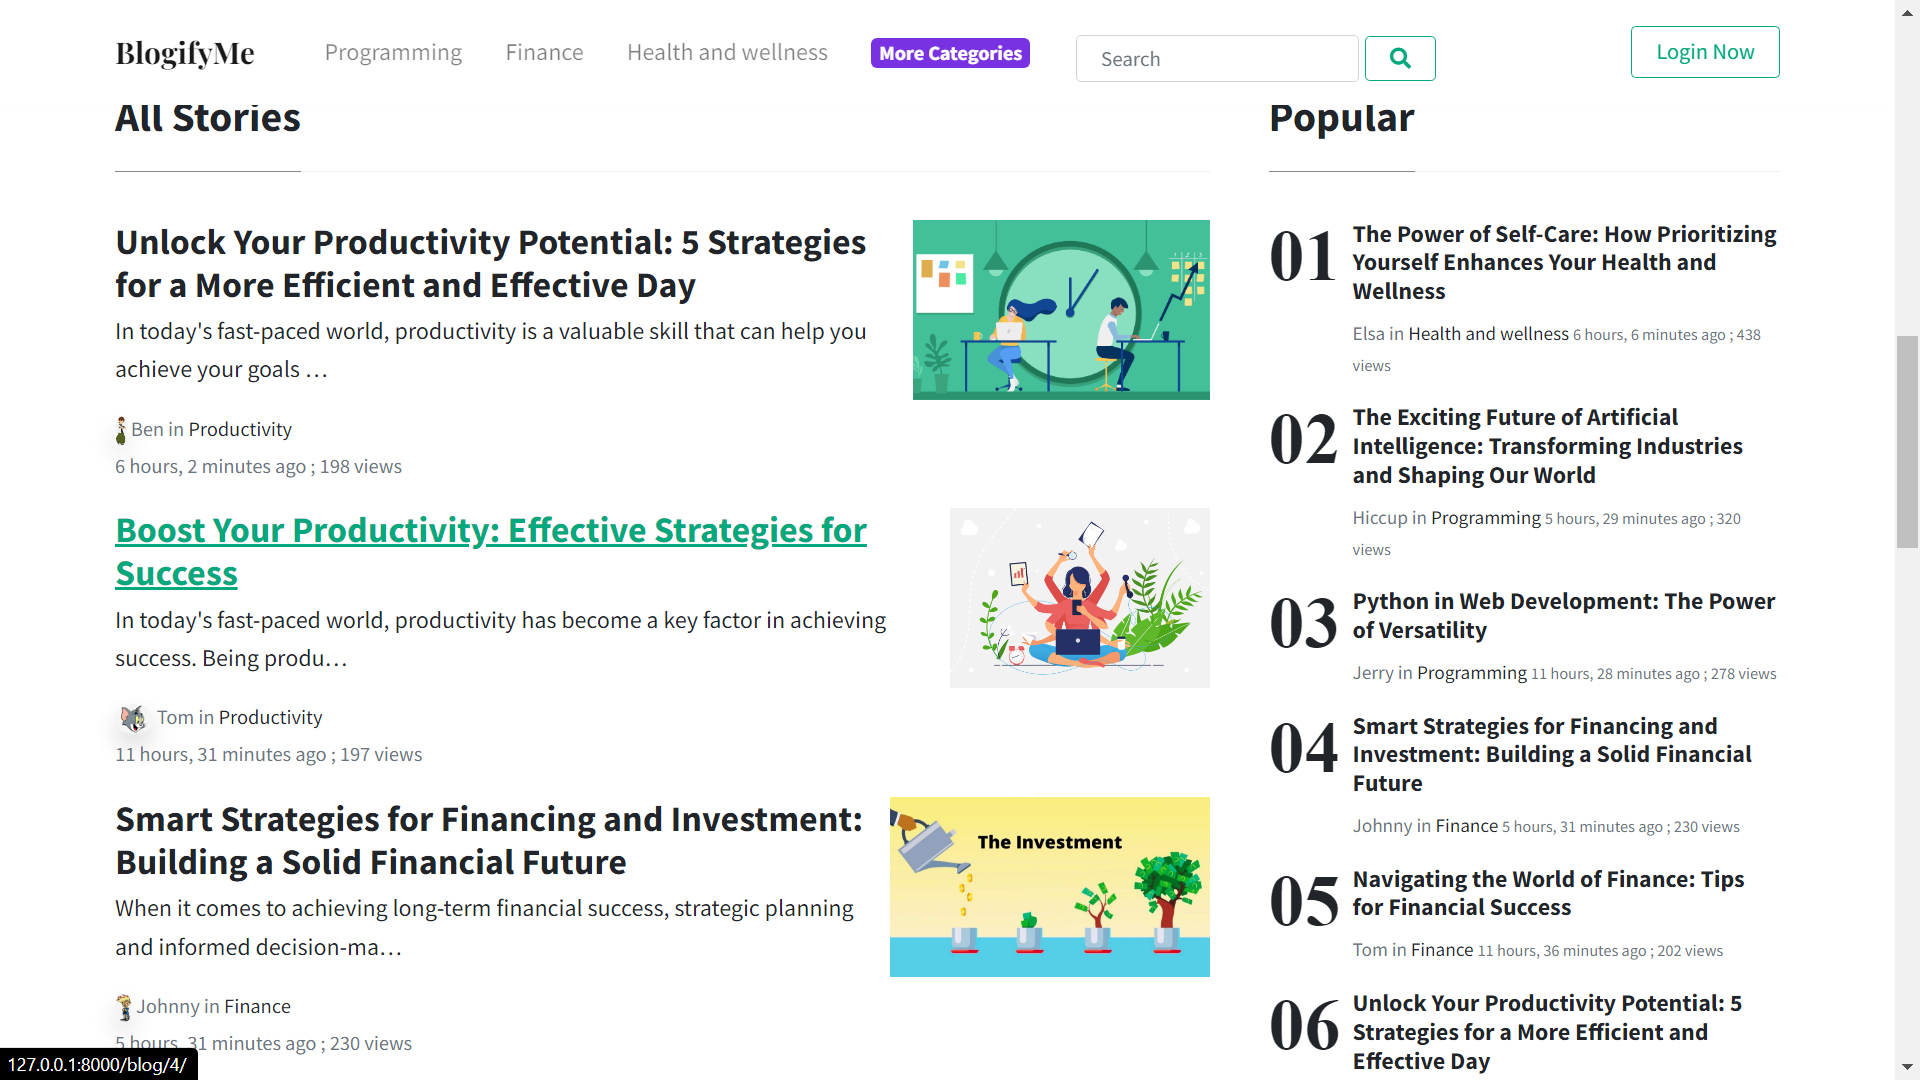 BlogifyMe
Programming
Finance
Health and wellness
More Categories
Search
Login Now
All Stories
Unlock Your Productivity Potential: 5 Strategies
for a More Efficient and Effective Day
In today's fast-paced world, productivity is a valuable skill that can help you
achieve your goals …
Ben in Productivity
6 hours, 2 minutes ago ; 198 views
Boost Your Productivity: Effective Strategies for
Success
In today's fast-paced world, productivity has become a key factor in achieving
success. Being produ…
Tom in Productivity
11 hours, 31 minutes ago ; 197 views
Smart Strategies for Financing and Investment:
Building a Solid Financial Future
When it comes to achieving long-term financial success, strategic planning
and informed decision-ma…
The Investment
Johnny in Finance
5 hours, 31 minutes ago ; 230 views
Popular
01
The Power of Self-Care: How Prioritizing
Yourself Enhances Your Health and
Wellness
Elsa in Health and wellness 6 hours, 6 minutes ago ; 438
views
02
The Exciting Future of Artificial
Intelligence: Transforming Industries
and Shaping Our World
Hiccup in Programming 5 hours, 29 minutes ago ; 320
views
03
Python in Web Development: The Power
of Versatility
Jerry in Programming 11 hours, 28 minutes ago ; 278 views
04
Smart Strategies for Financing and
Investment: Building a Solid Financial
Future
Johnny in Finance 5 hours, 31 minutes ago ; 230 views
05
Navigating the World of Finance: Tips
for Financial Success
Tom in Finance 11 hours, 36 minutes ago ; 202 views
06
Unlock Your Productivity Potential: 5
Strategies for a More Efficient and
Effective Day
127.0.0.1:8000/blog/4/